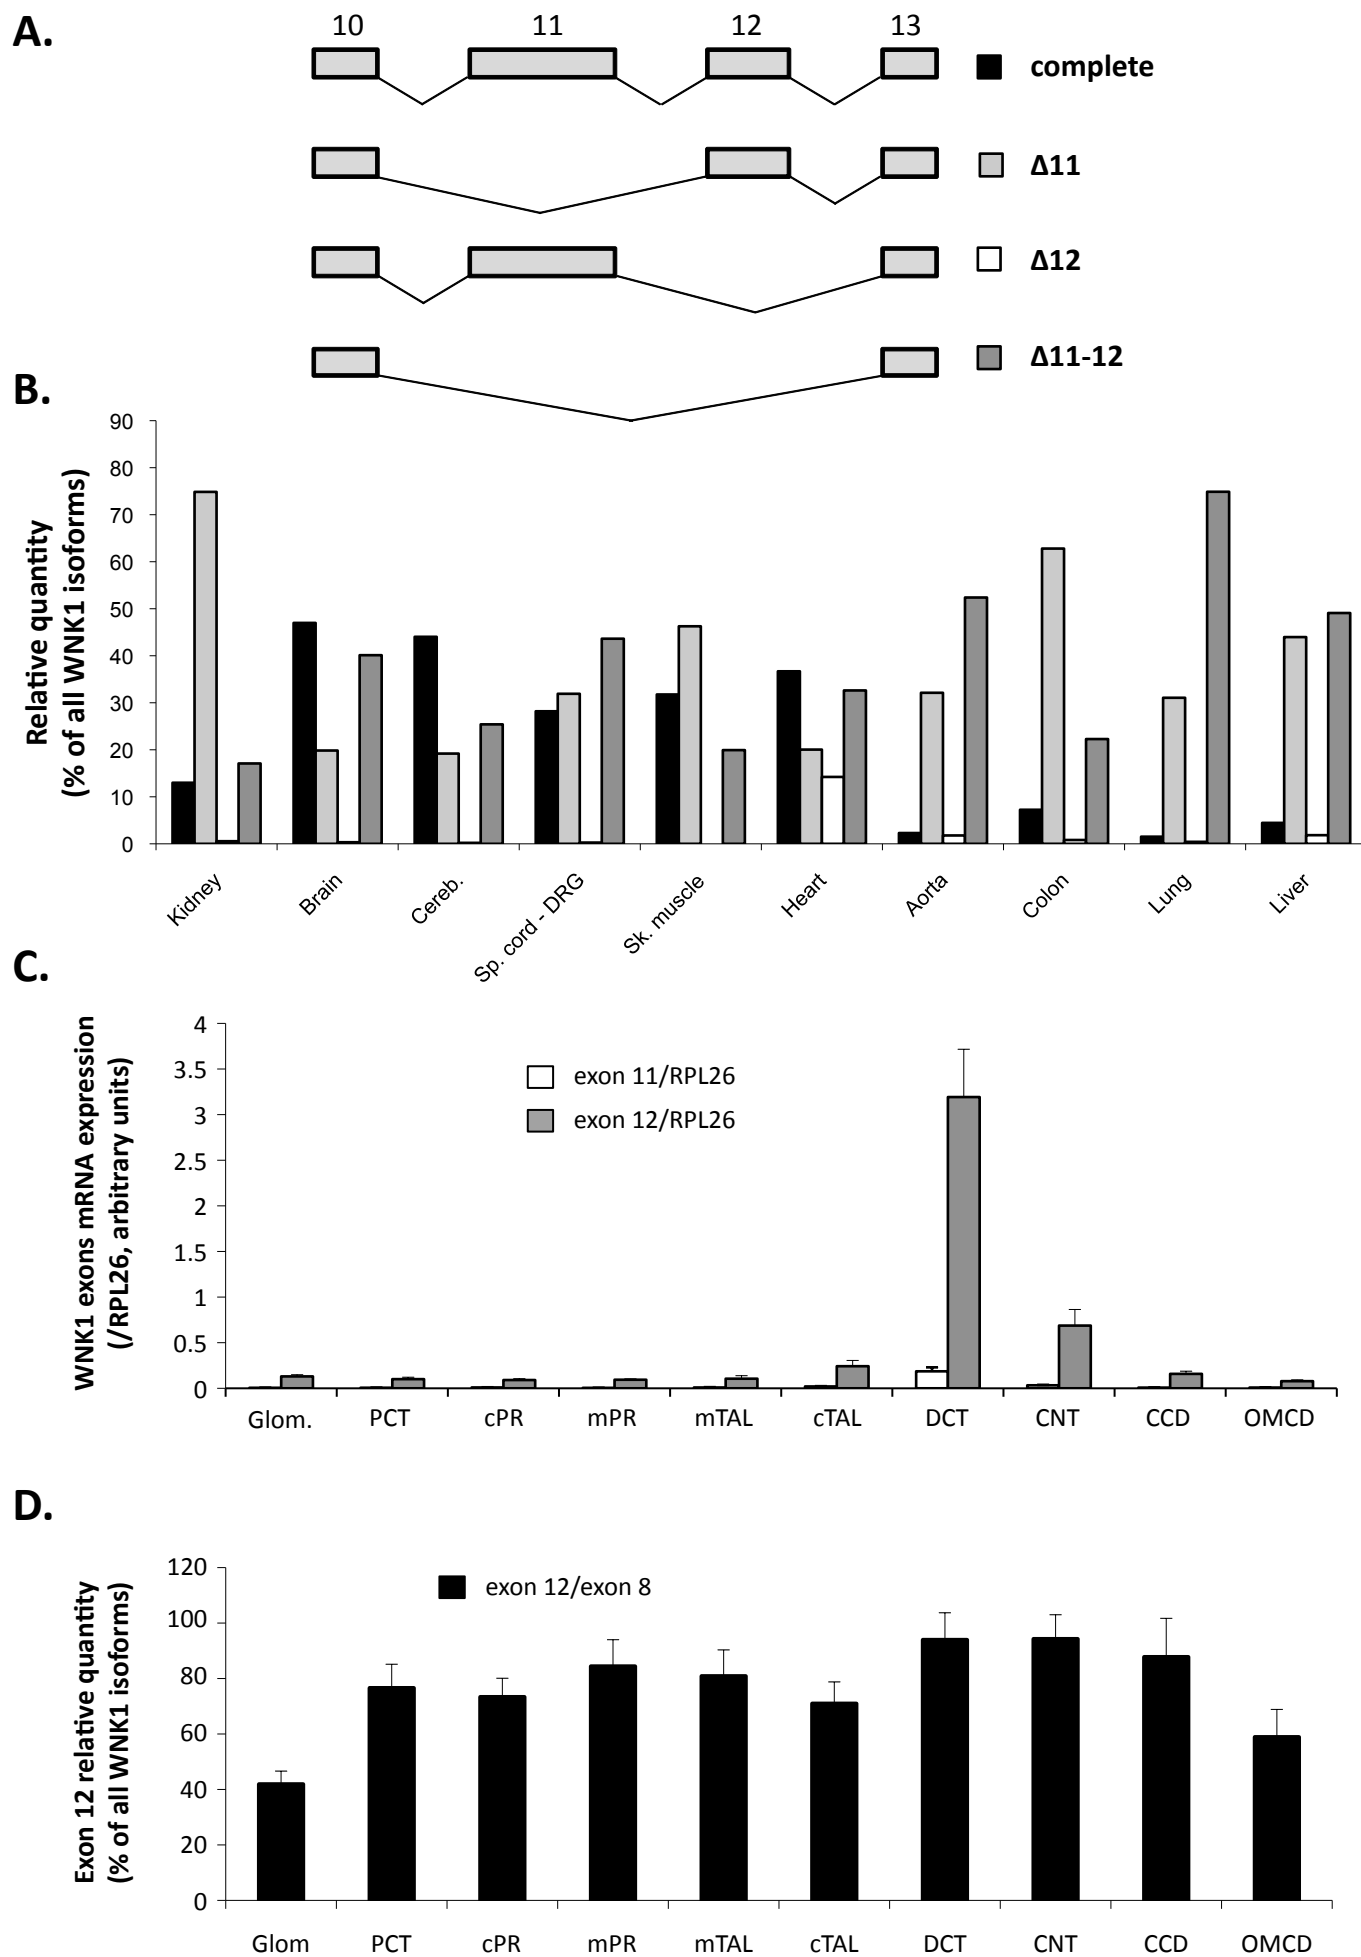 A.
10 11 12 13
complete
Δ11
Δ12
Δ11-12
B.
Relative quantity
(% of all WNK1 isoforms)
90
80
70
60
50
40
30
20
10
0
Kidney Brain Cereb. Sp. cord - DRG Sk. muscle Heart Aorta Colon Lung Liver
C.
WNK1 exons mRNA expression
(/RPL26, arbitrary units)
4
3.5
3
2.5
2
1.5
1
0.5
0
exon 11/RPL26
exon 12/RPL26
Glom. PCT cPR mPR mTAL cTAL DCT CNT CCD OMCD
D.
Exon 12 relative quantity
(% of all WNK1 isoforms)
120
100
80
60
40
20
0
exon 12/exon 8
Glom PCT cPR mPR mTAL cTAL DCT CNT CCD OMCD